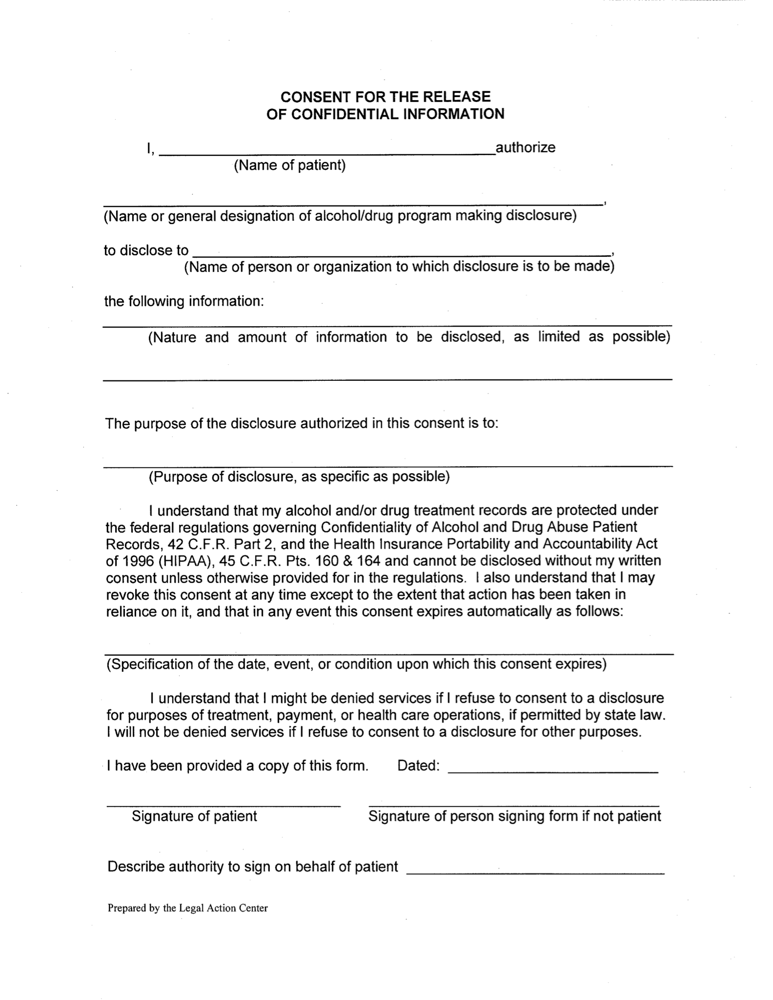 CONSENT FOR THE RELEASE
OF CONFIDENTIAL INFORMATION
I, ______________________________authorize
(Name of patient)
______________________________,
(Name or general designation of alcohol/drug program making disclosure)
to disclose to ______________________________,
(Name of person or organization to which disclosure is to be made)
the following information:
(Nature and amount of information to be disclosed, as limited as possible)
The purpose of the disclosure authorized in this consent is to:
(Purpose of disclosure, as specific as possible)
I understand that my alcohol and/or drug treatment records are protected under
the federal regulations governing Confidentiality of Alcohol and Drug Abuse Patient
Records, 42 C.F.R. Part 2, and the Health Insurance Portability and Accountability Act
of 1996 (HIPAA), 45 C.F.R. Pts. 160 & 164 and cannot be disclosed without my written
consent unless otherwise provided for in the regulations. I also understand that I may
revoke this consent at any time except to the extent that action has been taken in
reliance on it, and that in any event this consent expires automatically as follows:
(Specification of the date, event, or condition upon which this consent expires)
I understand that I might be denied services if I refuse to consent to a disclosure
for purposes of treatment, payment, or health care operations, if permitted by state law.
I will not be denied services if I refuse to consent to a disclosure for other purposes.
I have been provided a copy of this form. Dated: ____________________
Signature of patient Signature of person signing form if not patient
Describe authority to sign on behalf of patient ____________________
Prepared by the Legal Action Center